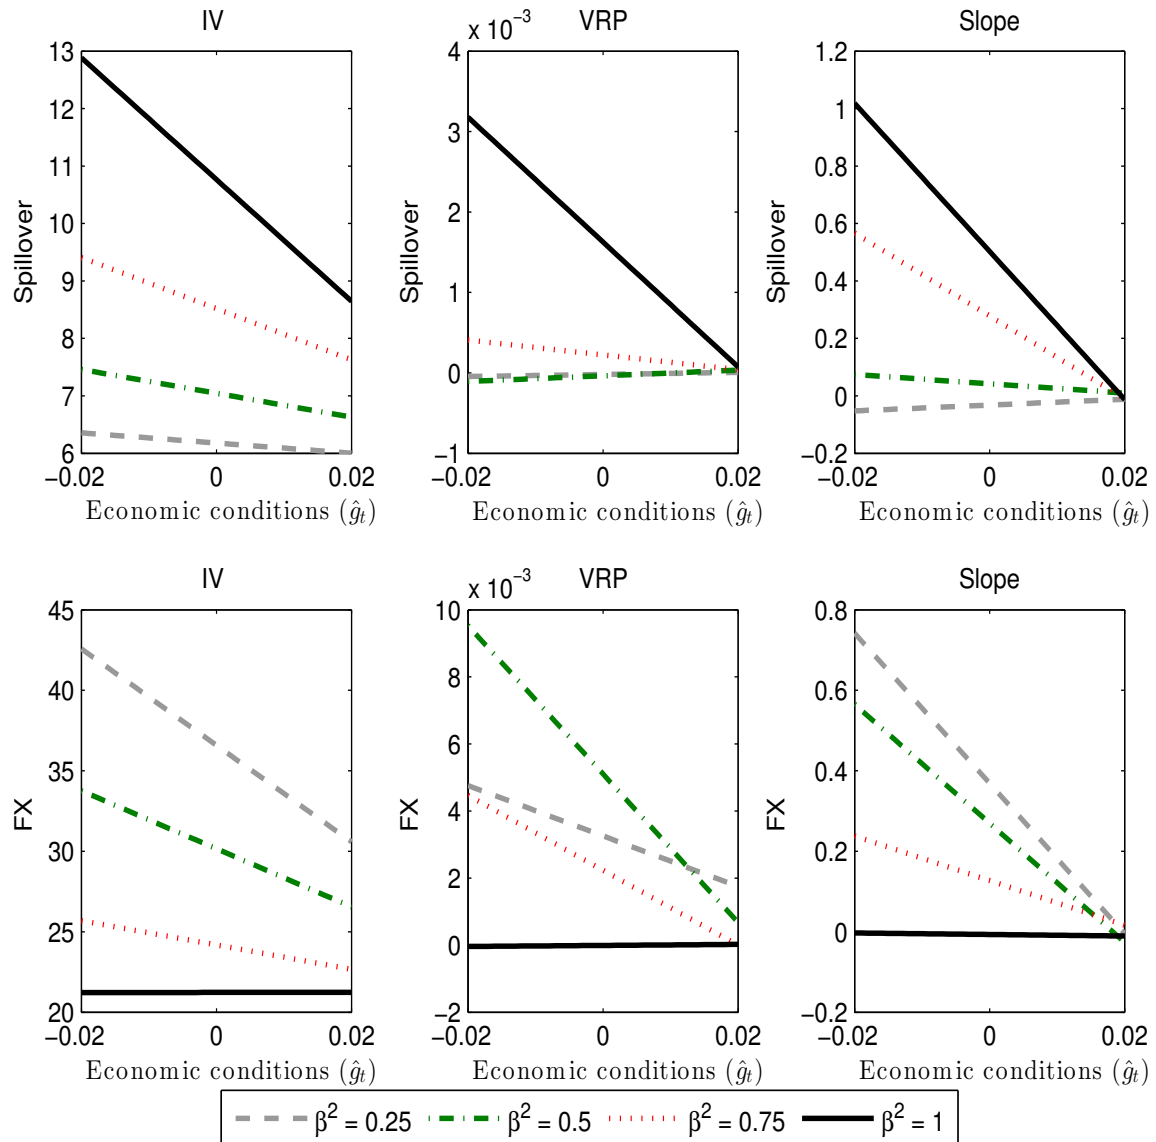 IV
13
12
11
10
9
8
7
6
Spillover
−0.02 0 0.02
Economic conditions (ĝt)
VRP
x 10−3
4
3
2
1
0
−1
Spillover
−0.02 0 0.02
Economic conditions (ĝt)
Slope
1.2
1
0.8
0.6
0.4
0.2
0
−0.2
Spillover
−0.02 0 0.02
Economic conditions (ĝt)
IV
45
40
35
30
25
20
FX
−0.02 0 0.02
Economic conditions (ĝt)
VRP
x 10−3
10
8
6
4
2
0
−2
FX
−0.02 0 0.02
Economic conditions (ĝt)
Slope
0.8
0.6
0.4
0.2
0
−0.2
FX
−0.02 0 0.02
Economic conditions (ĝt)
β2 = 0.25 β2 = 0.5 β2 = 0.75 β2 = 1